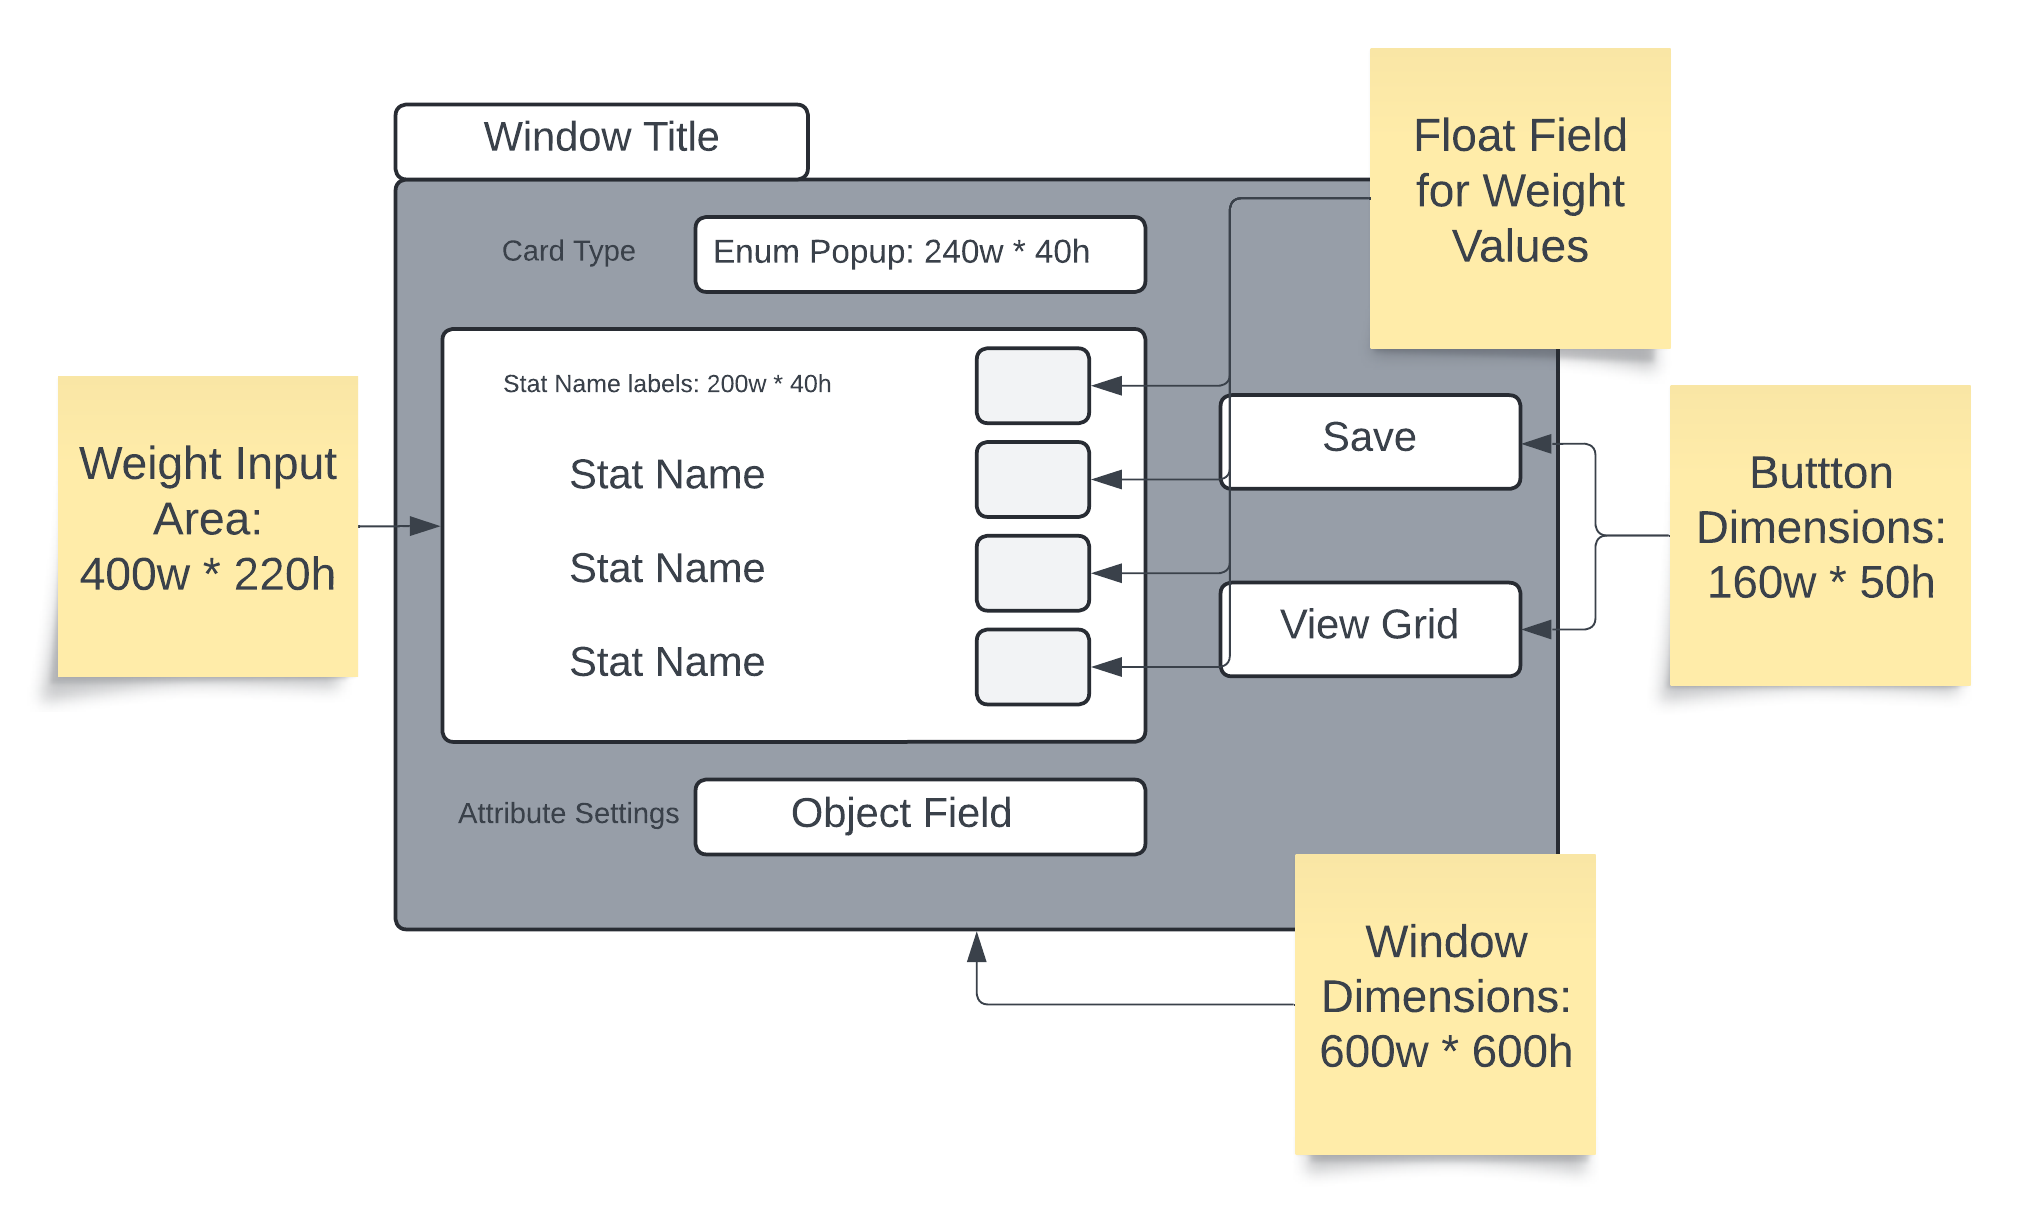 Window Title
Float Field
for Weight
Values
Card Type
Enum Popup: 240w * 40h
Stat Name labels: 200w * 40h
Weight Input
Area:
400w * 220h
Stat Name
Stat Name
Stat Name
Save
View Grid
Buttton
Dimensions:
160w * 50h
Attribute Settings
Object Field
Window
Dimensions:
600w * 600h